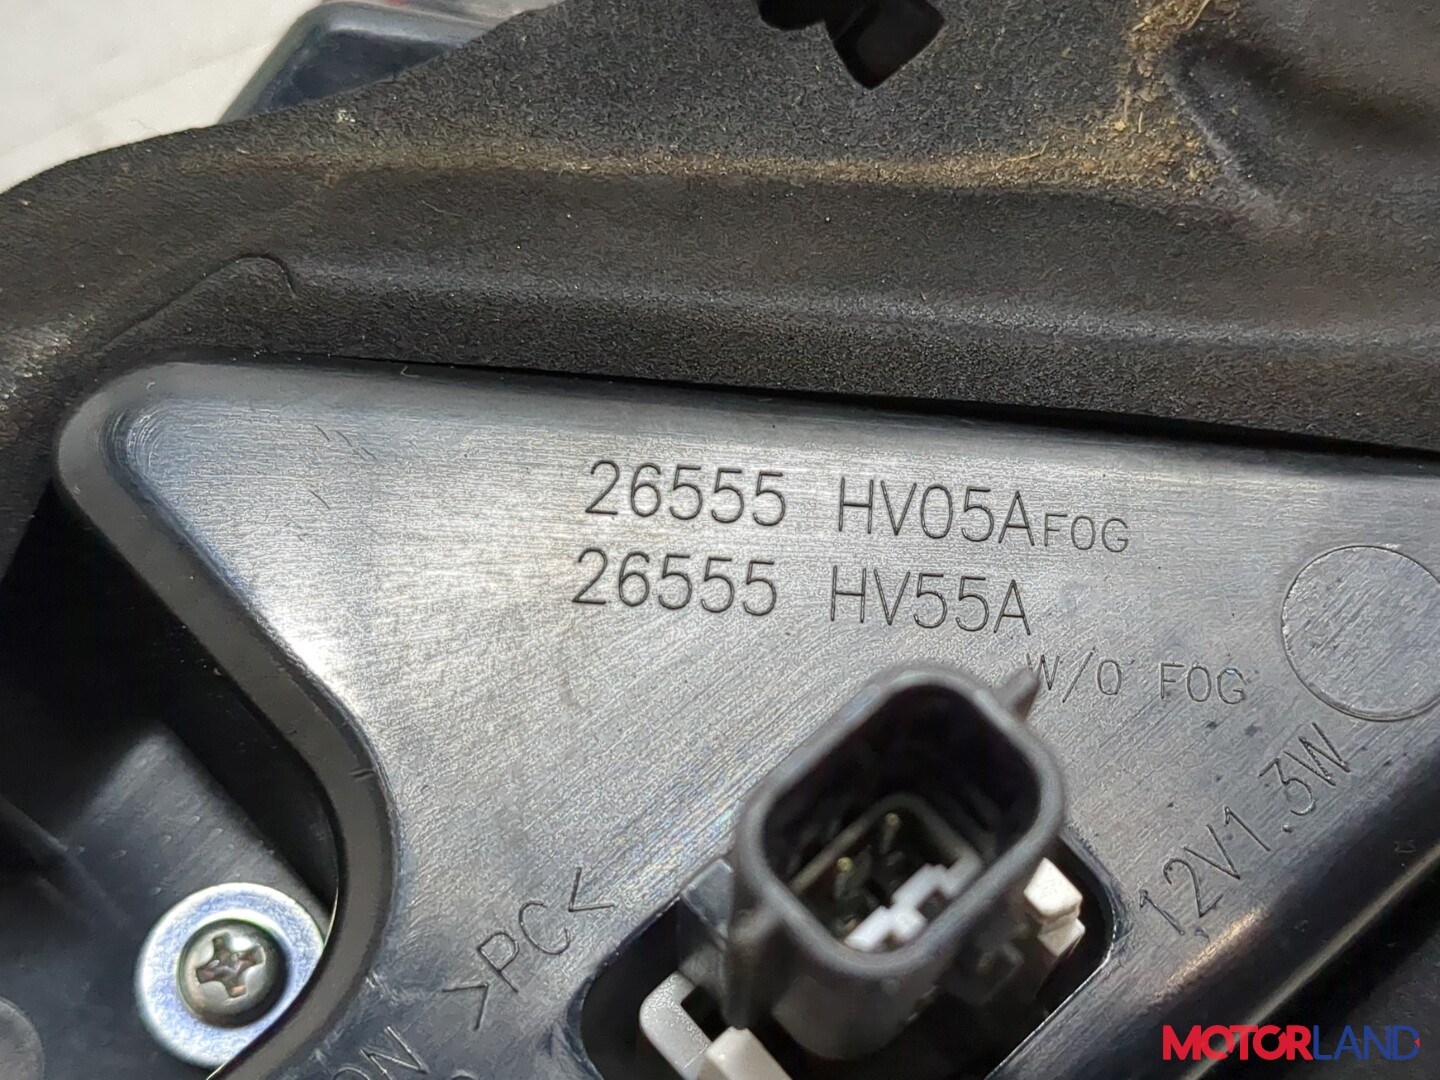 26555 HV05A FOG
26555 HV55A
W/O FOG
12V1.3W
>PC<
MOTORLAND